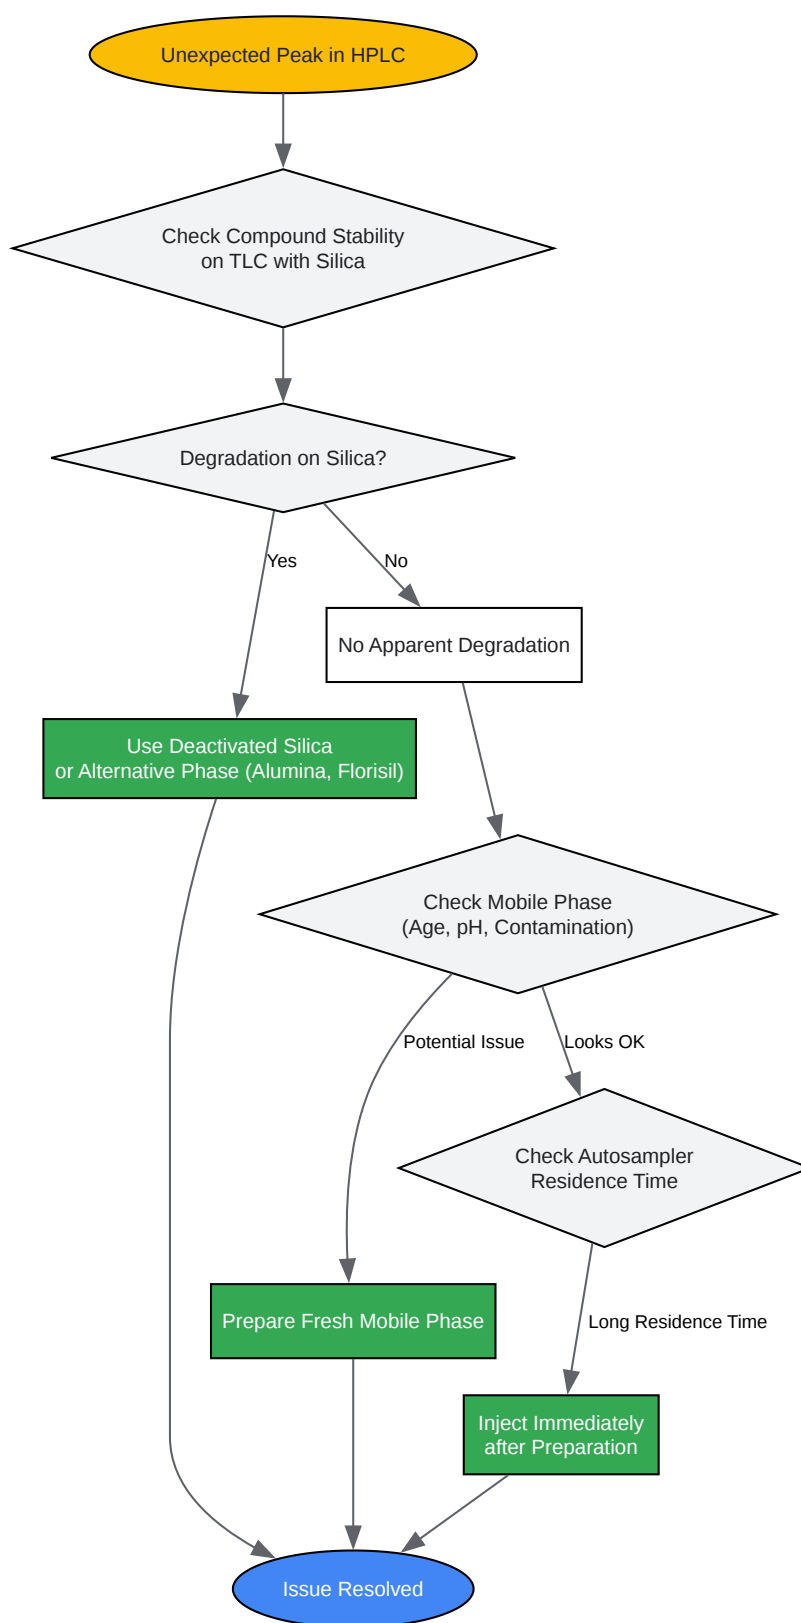 Unexpected Peak in HPLC
Check Compound Stability
on TLC with Silica
Degradation on Silica?
Yes
No
No Apparent Degradation
Use Deactivated Silica
or Alternative Phase (Alumina, Florisil)
Check Mobile Phase
(Age, pH, Contamination)
Potential Issue
Looks OK
Check Autosampler
Residence Time
Prepare Fresh Mobile Phase
Long Residence Time
Inject Immediately
after Preparation
Issue Resolved